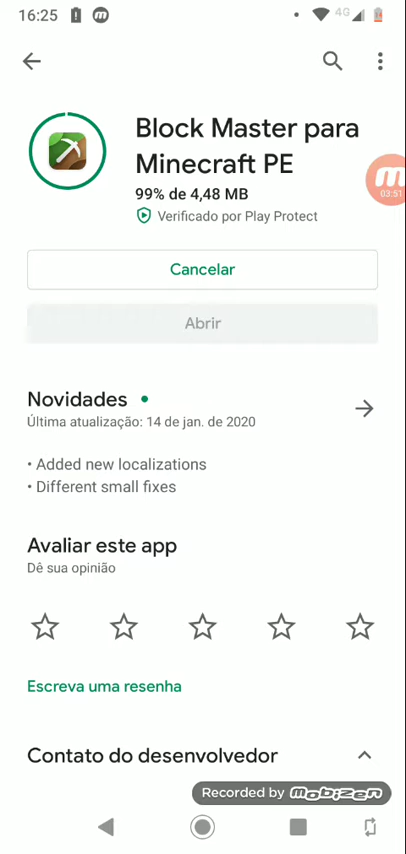 16:25
4G
Block Master para
Minecraft PE
99% de 4,48 MB
Verificado por Play Protect
03:51
Cancelar
Abrir
Novidades
Última atualização: 14 de jan. de 2020
• Added new localizations
• Different small fixes
Avaliar este app
Dê sua opinião
Escreva uma resenha
Contato do desenvolvedor
Recorded by mobizen